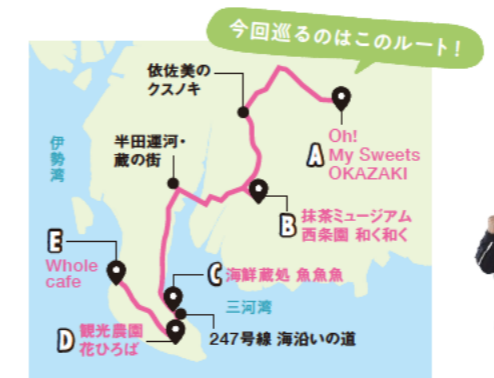 今回巡るのはこのルート!
依佐美の
クスノキ
A
Oh!
My Sweets
OKAZAKI
伊勢湾
半田運河・
蔵の街
B
抹茶ミュージアム
西条園 和く和く
E
Whole
cafe
C 海鮮蔵処 魚魚魚
三河湾
D
観光農園
花ひろば
247号線 海沿いの道